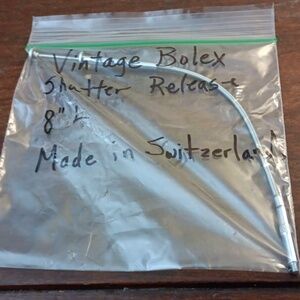 Vintage Bolex
Shutter Release
8" L
Made in Switzerland